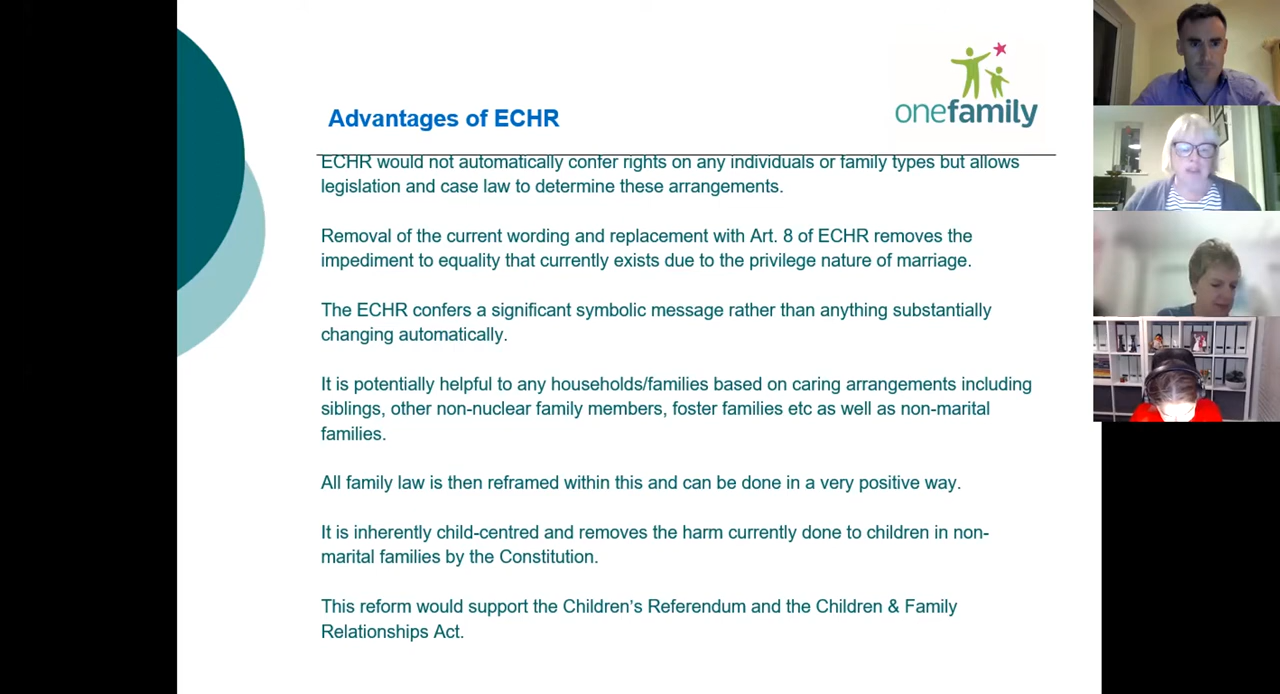 onefamily
Advantages of ECHR
ECHR would not automatically confer rights on any individuals or family types but allows
legislation and case law to determine these arrangements.
Removal of the current wording and replacement with Art. 8 of ECHR removes the
impediment to equality that currently exists due to the privilege nature of marriage.
The ECHR confers a significant symbolic message rather than anything substantially
changing automatically.
It is potentially helpful to any households/families based on caring arrangements including
siblings, other non-nuclear family members, foster families etc as well as non-marital
families.
All family law is then reframed within this and can be done in a very positive way.
It is inherently child-centred and removes the harm currently done to children in non-
marital families by the Constitution.
This reform would support the Children's Referendum and the Children & Family
Relationships Act.